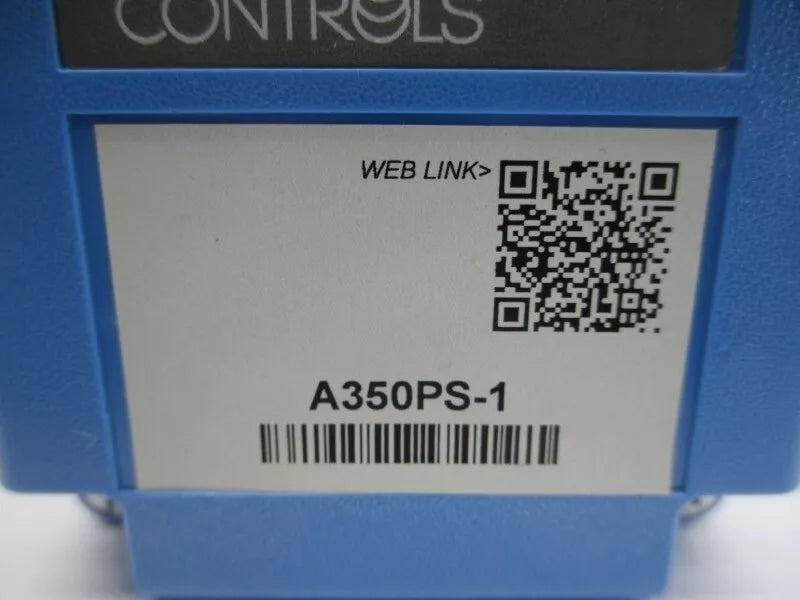 CONTROLS
WEB LINK>
A350PS-1